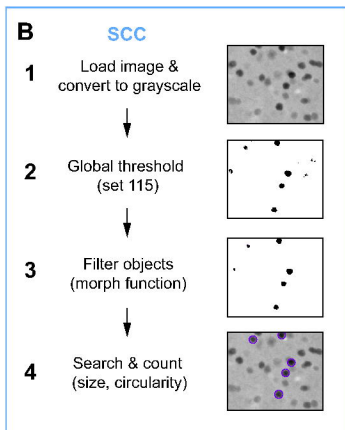 B
SCC
1
Load image &
convert to grayscale
2
Global threshold
(set 115)
3
Filter objects
(morph function)
4
Search & count
(size, circularity)